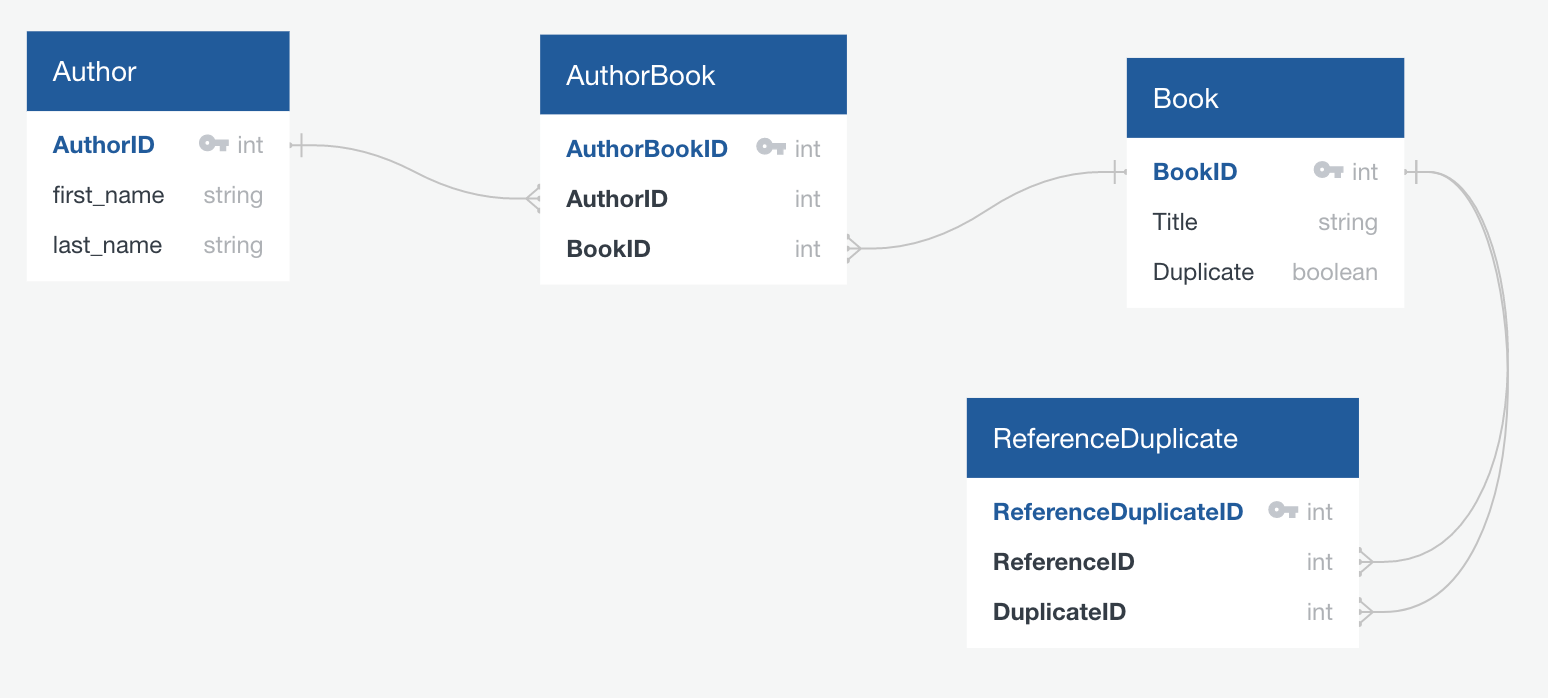 Author
AuthorID int
first_name string
last_name string
AuthorBook
AuthorBookID int
AuthorID int
BookID int
Book
BookID int
Title string
Duplicate boolean
ReferenceDuplicate
ReferenceDuplicateID int
ReferenceID int
DuplicateID int